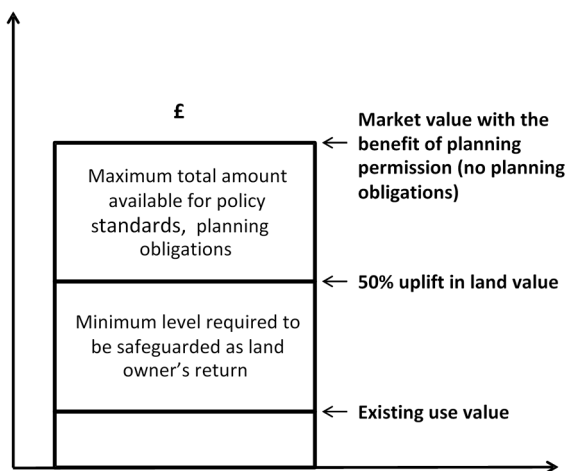 £
Market value with the
benefit of planning
permission (no planning
obligations)
Maximum total amount
available for policy
standards, planning
obligations
50% uplift in land value
Minimum level required to
be safeguarded as land
owner's return
Existing use value